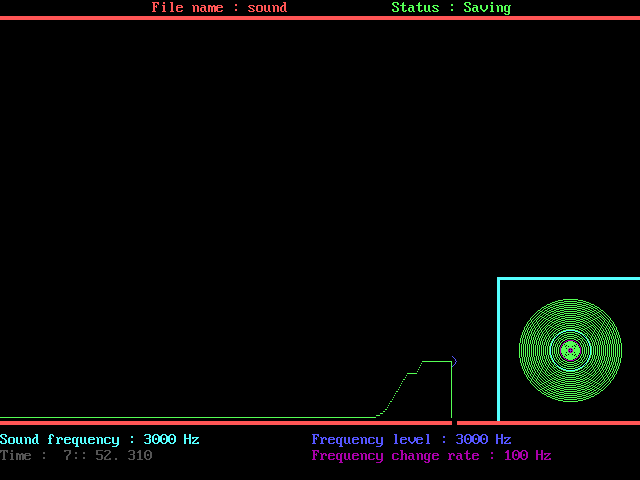 File name : sound Status : Saving
Sound frequency : 3000 Hz Frequency level : 3000 Hz
Time :  7:: 52. 310 Frequency change rate : 100 Hz